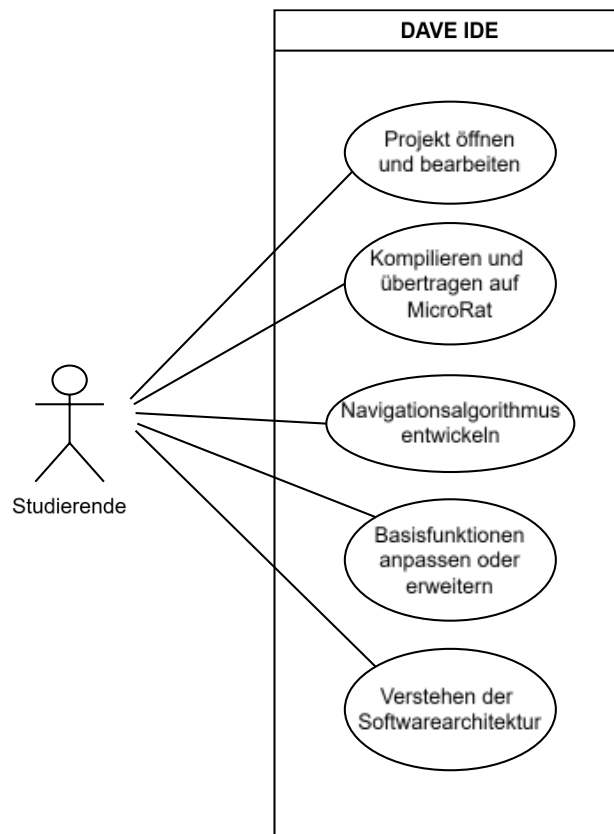 DAVE IDE
Projekt öffnen
und bearbeiten
Kompilieren und
übertragen auf
MicroRat
Navigationsalgorithmus
entwickeln
Studierende
Basisfunktionen
anpassen oder
erweitern
Verstehen der
Softwarearchitektur